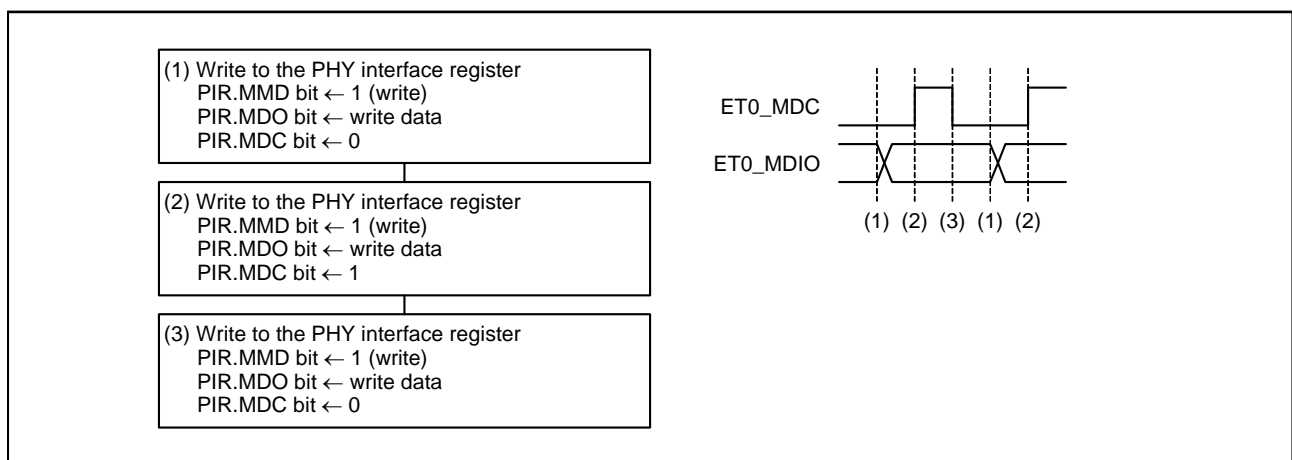 (1) Write to the PHY interface register
PIR.MMD bit ← 1 (write)
PIR.MDO bit ← write data
PIR.MDC bit ← 0
(2) Write to the PHY interface register
PIR.MMD bit ← 1 (write)
PIR.MDO bit ← write data
PIR.MDC bit ← 1
(3) Write to the PHY interface register
PIR.MMD bit ← 1 (write)
PIR.MDO bit ← write data
PIR.MDC bit ← 0
ET0_MDC
ET0_MDIO
(1) (2) (3) (1) (2)